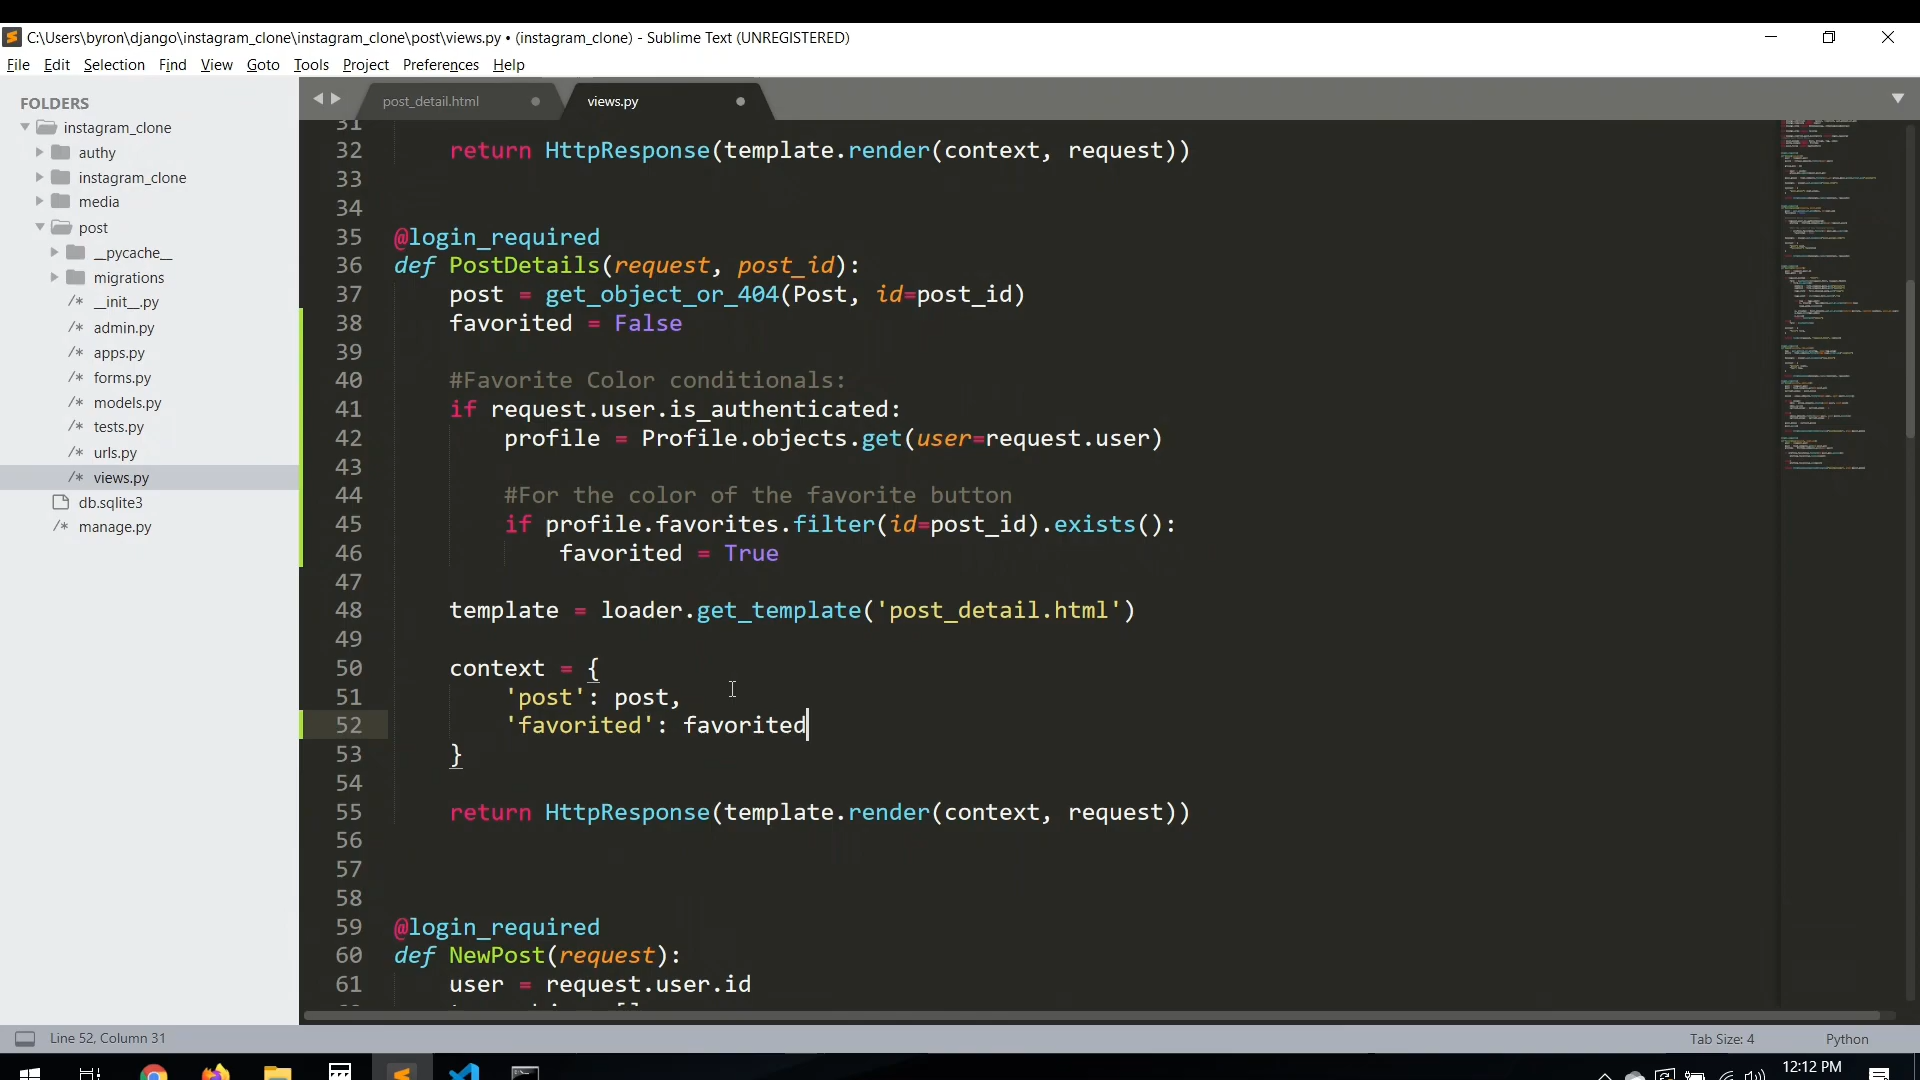 C:\Users\byron\django\instagram_clone\instagram_clone\post\views.py • (instagram_clone) - Sublime Text (UNREGISTERED)
File Edit Selection Find View Goto Tools Project Preferences Help
FOLDERS
instagram_clone
authy
instagram_clone
media
post
__pycache__
migrations
/* __init__.py
/* admin.py
/* apps.py
/* forms.py
/* models.py
/* tests.py
/* urls.py
/* views.py
db.sqlite3
/* manage.py
post_detail.html
views.py
31
32 return HttpResponse(template.render(context, request))
33
34
35 @login_required
36 def PostDetails(request, post_id):
37 post = get_object_or_404(Post, id=post_id)
38 favorited = False
39
40 #Favorite Color conditionals:
41 if request.user.is_authenticated:
42 profile = Profile.objects.get(user=request.user)
43
44 #For the color of the favorite button
45 if profile.favorites.filter(id=post_id).exists():
46 favorited = True
47
48 template = loader.get_template('post_detail.html')
49
50 context = {
51 'post': post,
52 'favorited': favorited
53 }
54
55 return HttpResponse(template.render(context, request))
56
57
58
59 @login_required
60 def NewPost(request):
61 user = request.user.id
Line 52, Column 31
Tab Size: 4
Python
12:12 PM